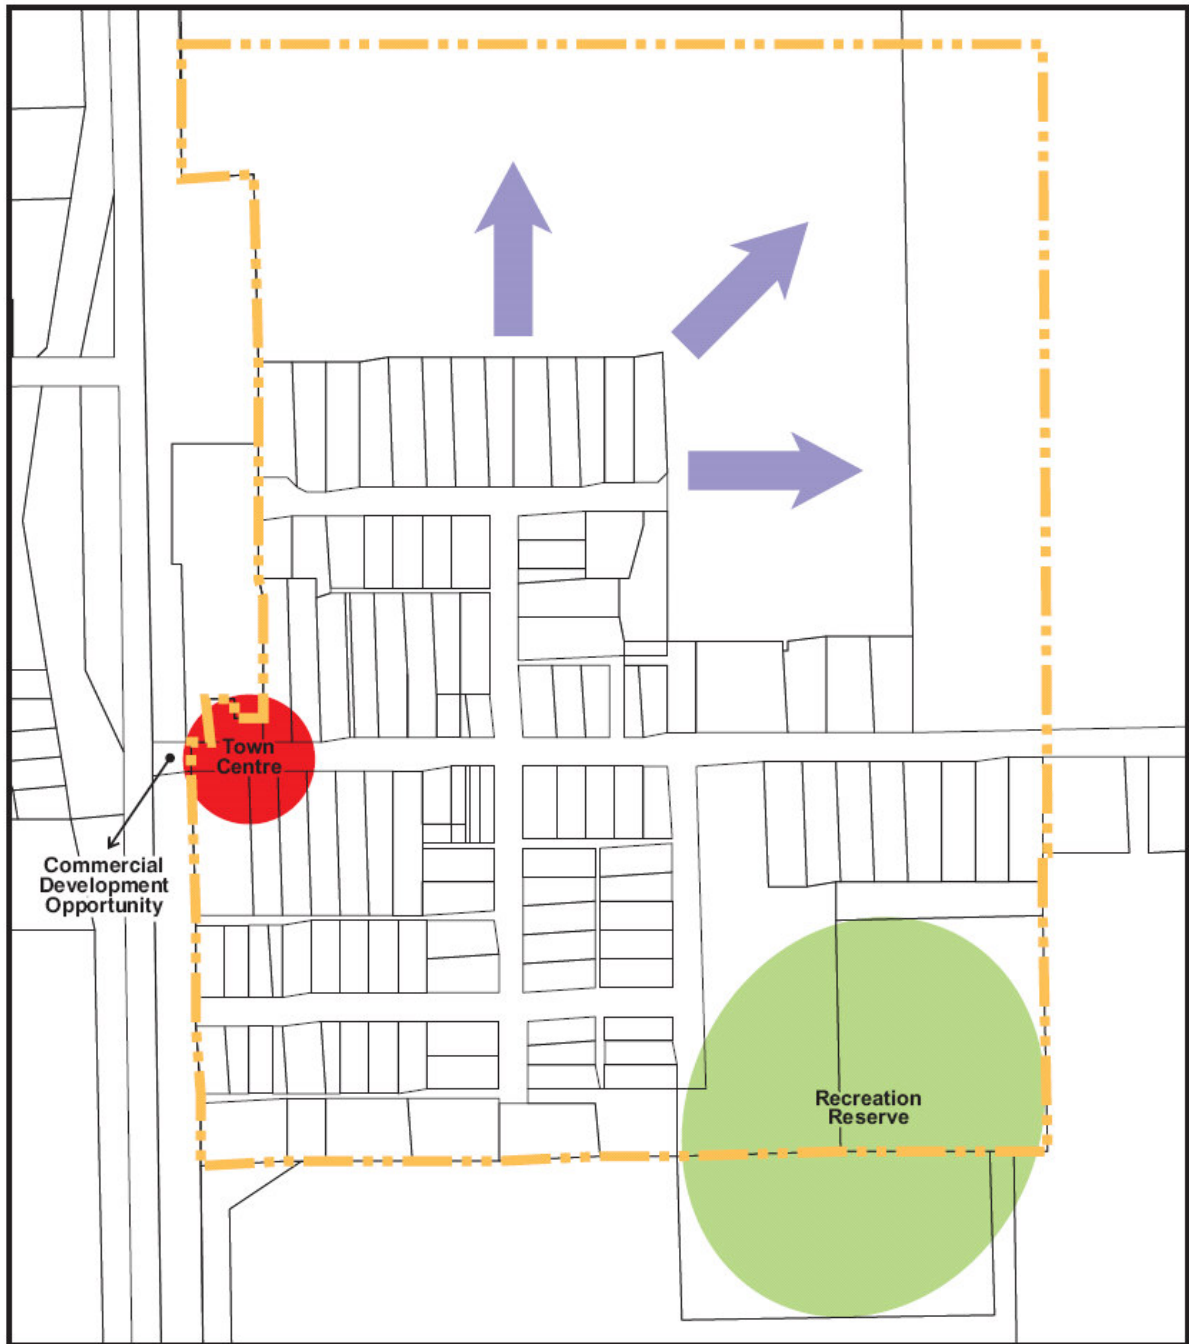 Town
Centre
Commercial
Development
Opportunity
Recreation
Reserve